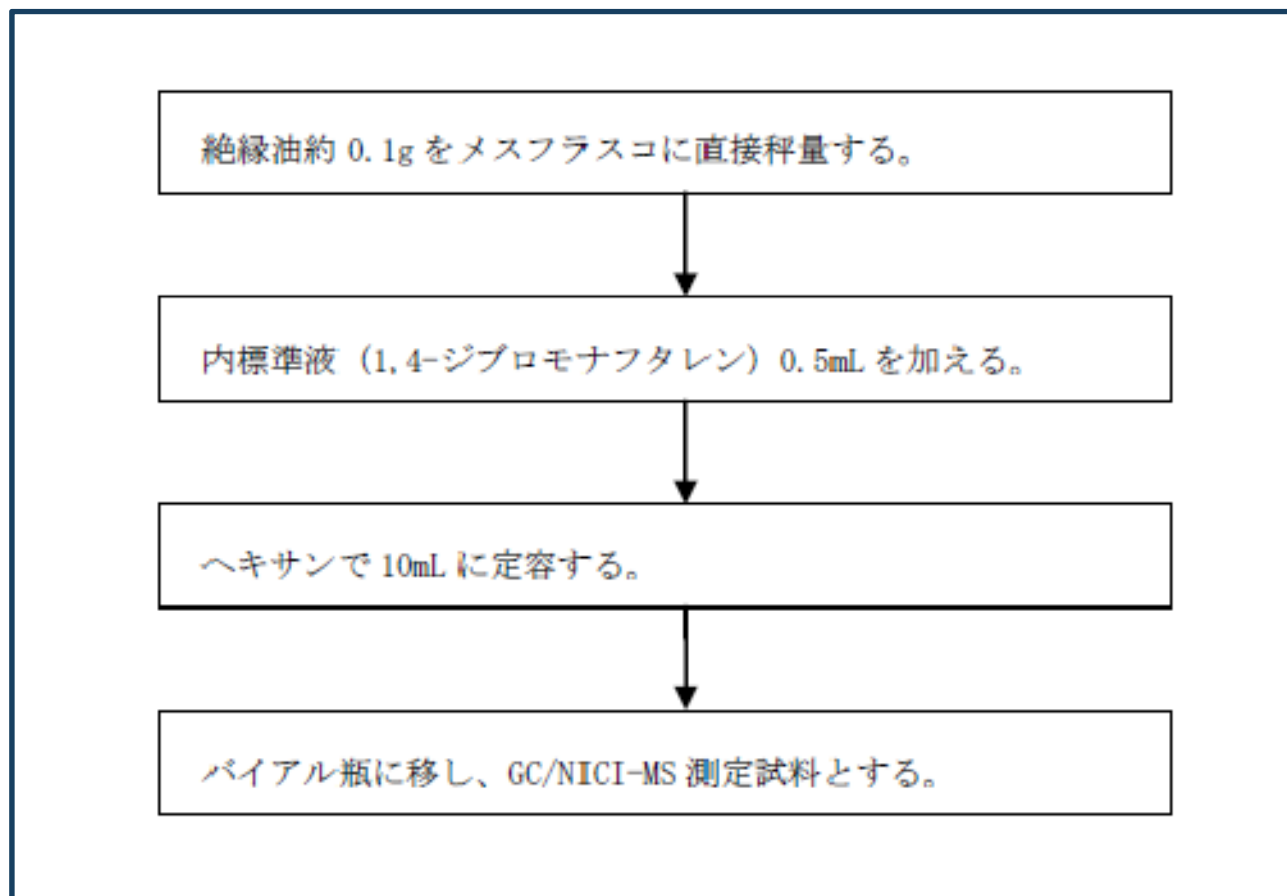 絶縁油約 0.1g をメスフラスコに直接秤量する。
内標準液 (1,4-ジブロモナフタレン) 0.5mL を加える。
ヘキサンで 10mL に定容する。
バイアル瓶に移し、GC/NICI-MS 測定試料とする。